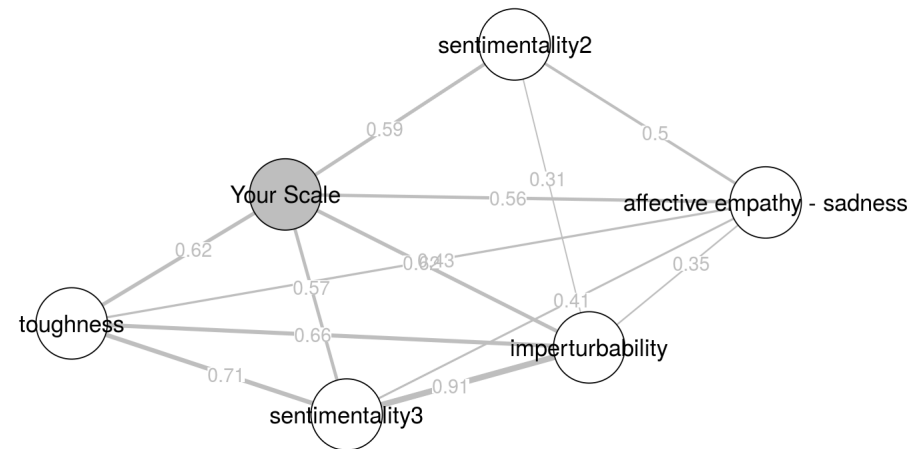 sentimentality2
0.59
0.5
0.31
Your Scale
0.56
affective empathy - sadness
0.62
0.43
0.35
0.57
0.41
toughness
0.66
imperturbability
0.71
0.91
sentimentality3